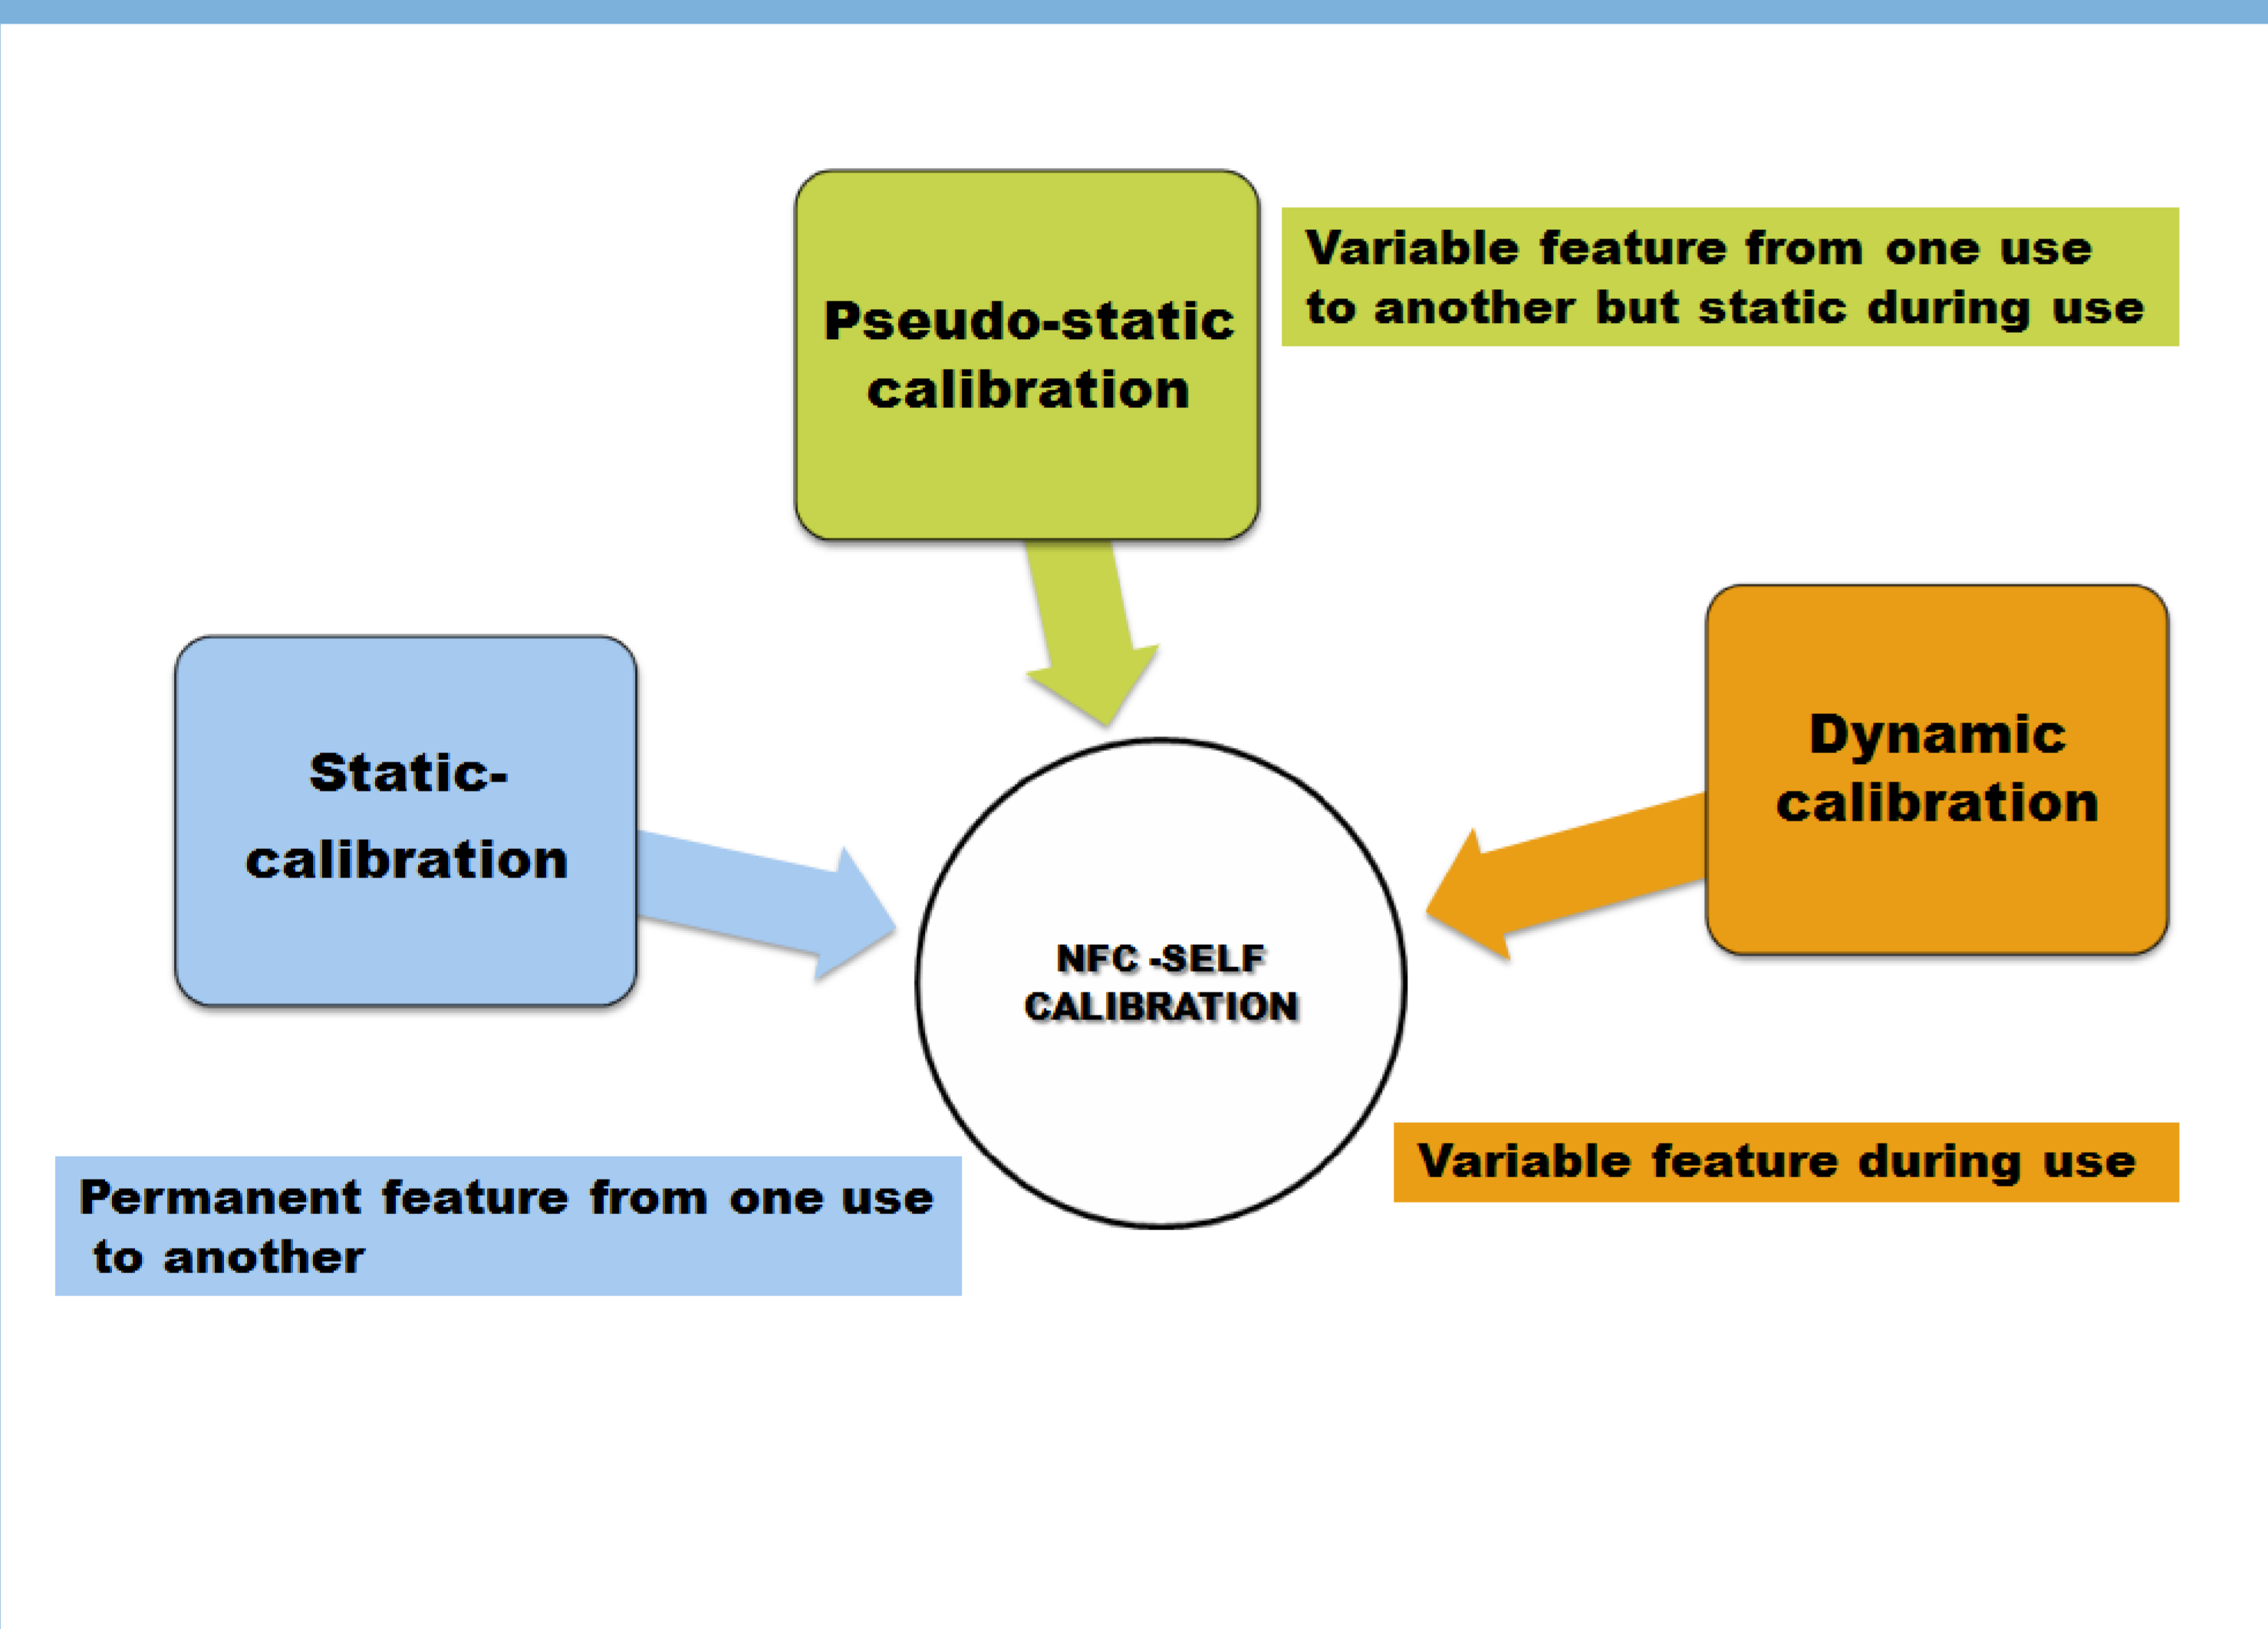 Pseudo-static
calibration
Variable feature from one use
to another but static during use
Static-
calibration
Dynamic
calibration
NFC -SELF
CALIBRATION
Permanent feature from one use
to another
Variable feature during use